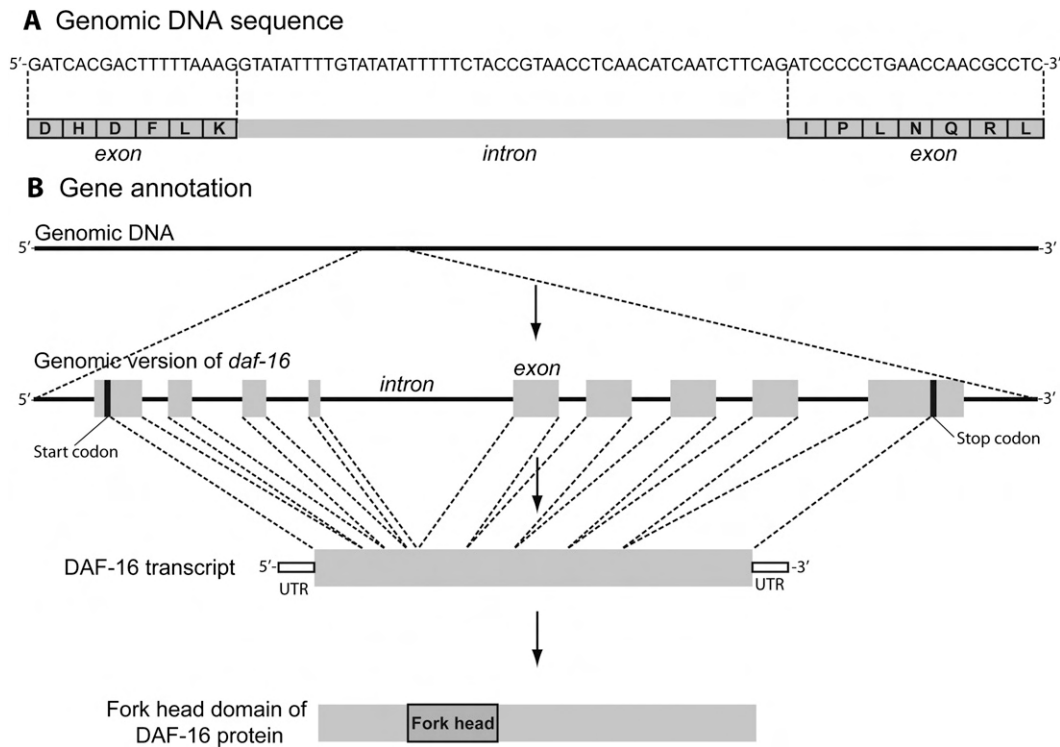 A Genomic DNA sequence
5′-GATCACGACTTTTTAAAGGTATATTTTGTATATATTTTTCTACCGTAACCTCAACATCAATCTTCAGATCCCCCTGAACCAACGCCTC-3′
D H D F L K I P L N Q R L
exon intron exon
B Gene annotation
Genomic DNA
5′ -3′
Genomic version of daf-16
intron exon
5′ -3′
Start codon Stop codon
DAF-16 transcript 5′- -3′
UTR UTR
Fork head domain of
DAF-16 protein
Fork head